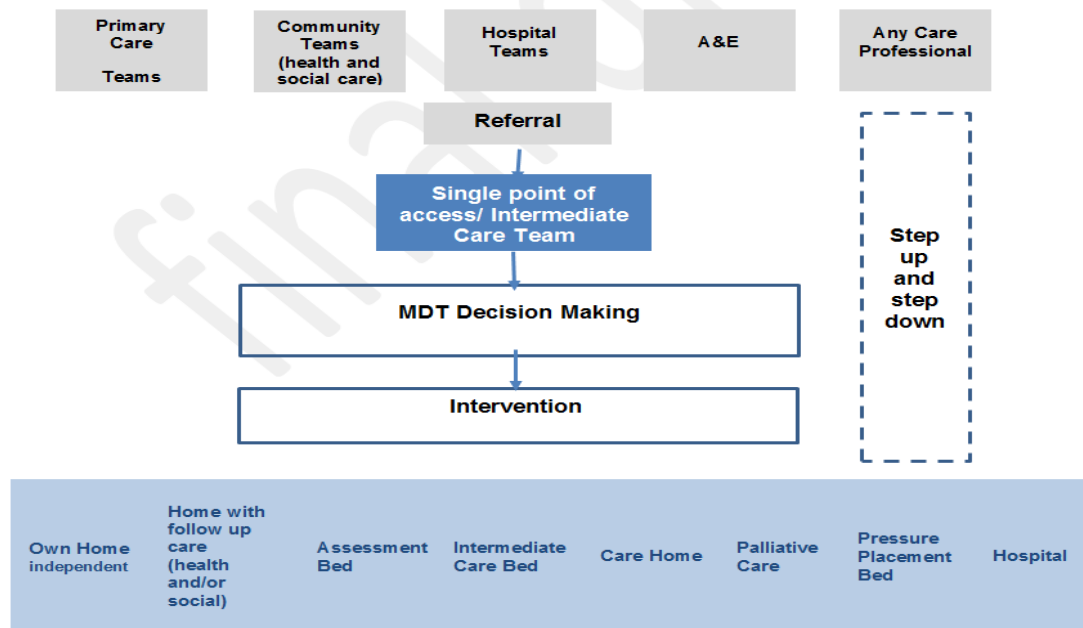 Primary
Care
Teams
Community
Teams
(health and
social care)
Hospital
Teams
A&E
Any Care
Professional
Referral
Single point of
access/ Intermediate
Care Team
MDT Decision Making
Intervention
Step
up
and
step
down
Own Home
independent
Home with
follow up
care
(health
and/or
social)
Assessment
Bed
Intermediate
Care Bed
Care Home
Palliative
Care
Pressure
Placement
Bed
Hospital
final